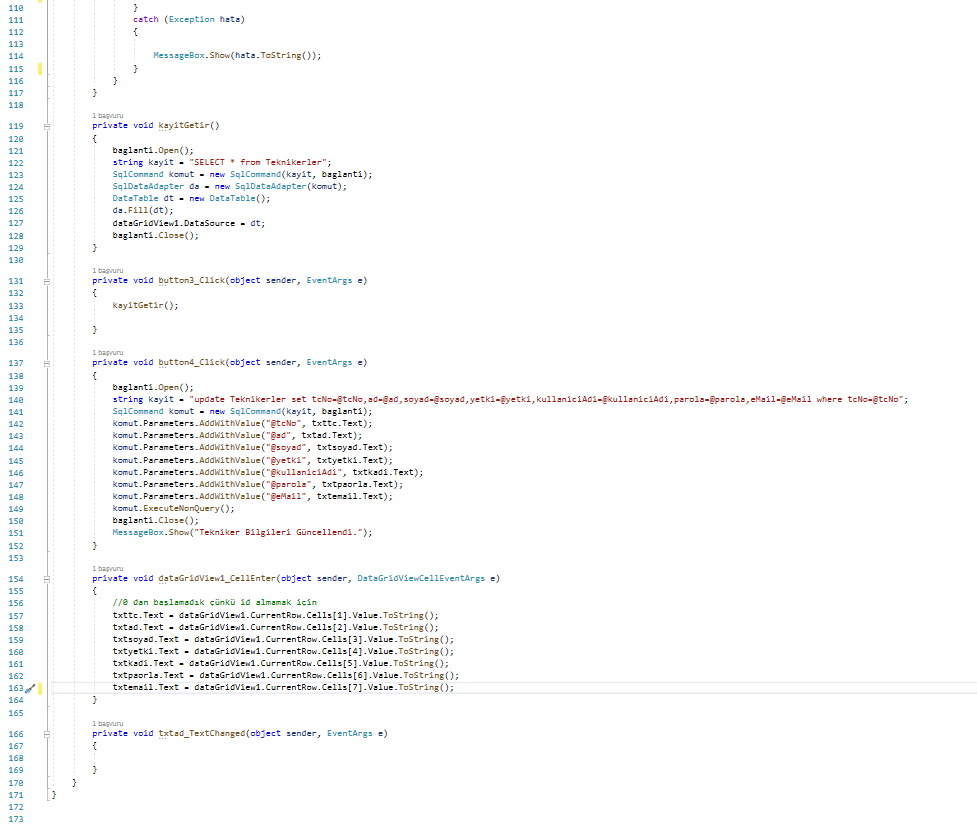 110 }
111 catch (Exception hata)
112 {
113
114 MessageBox.Show(hata.ToString());
115 }
116 }
117 }
118
1 başvuru
119 private void kayitGetir()
120 {
121 baglanti.Open();
122 string kayit = "SELECT * from Teknikerler";
123 SqlCommand komut = new SqlCommand(kayit, baglanti);
124 SqlDataAdapter da = new SqlDataAdapter(komut);
125 DataTable dt = new DataTable();
126 da.Fill(dt);
127 dataGridView1.DataSource = dt;
128 baglanti.Close();
129 }
130
1 başvuru
131 private void button3_Click(object sender, EventArgs e)
132 {
133 kayitGetir();
134
135 }
136
1 başvuru
137 private void button4_Click(object sender, EventArgs e)
138 {
139 baglanti.Open();
140 string kayit = "update Teknikerler set tcNo=@tcNo,ad=@ad,soyad=@soyad,yetki=@yetki,kullaniciAdi=@kullaniciAdi,parola=@parola,eMail=@eMail where tcNo=@tcNo";
141 SqlCommand komut = new SqlCommand(kayit, baglanti);
142 komut.Parameters.AddWithValue("@tcNo", txttc.Text);
143 komut.Parameters.AddWithValue("@ad", txtad.Text);
144 komut.Parameters.AddWithValue("@soyad", txtsoyad.Text);
145 komut.Parameters.AddWithValue("@yetki", txtyetki.Text);
146 komut.Parameters.AddWithValue("@kullaniciAdi", txtkadi.Text);
147 komut.Parameters.AddWithValue("@parola", txtpaorla.Text);
148 komut.Parameters.AddWithValue("@eMail", txtemail.Text);
149 komut.ExecuteNonQuery();
150 baglanti.Close();
151 MessageBox.Show("Tekniker Bilgileri Güncellendi.");
152 }
153
1 başvuru
154 private void dataGridView1_CellEnter(object sender, DataGridViewCellEventArgs e)
155 {
156 //0 dan baslamadık çünkü id almamak için
157 txttc.Text = dataGridView1.CurrentRow.Cells[1].Value.ToString();
158 txtad.Text = dataGridView1.CurrentRow.Cells[2].Value.ToString();
159 txtsoyad.Text = dataGridView1.CurrentRow.Cells[3].Value.ToString();
160 txtyetki.Text = dataGridView1.CurrentRow.Cells[4].Value.ToString();
161 txtkadi.Text = dataGridView1.CurrentRow.Cells[5].Value.ToString();
162 txtpaorla.Text = dataGridView1.CurrentRow.Cells[6].Value.ToString();
163 txtemail.Text = dataGridView1.CurrentRow.Cells[7].Value.ToString();
164 }
165
1 başvuru
166 private void txtad_TextChanged(object sender, EventArgs e)
167 {
168
169 }
170 }
171 }
172
173